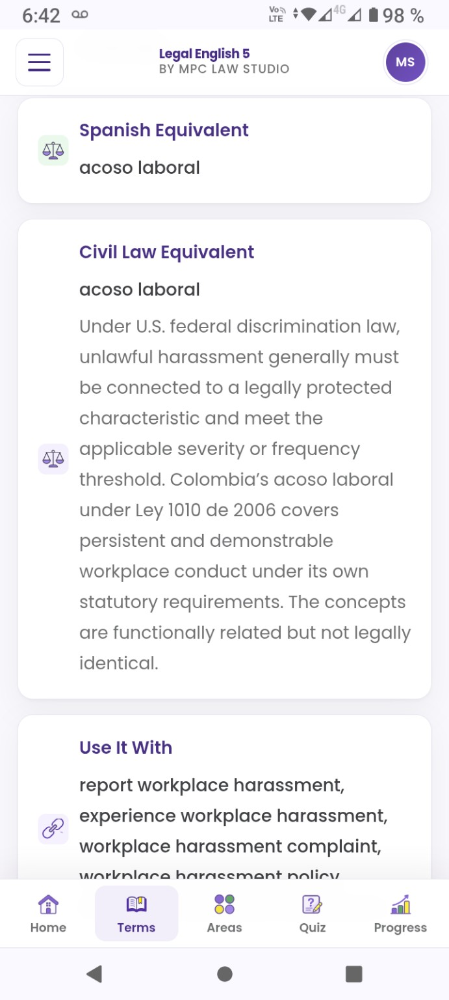 6:42
Vo LTE 4G 98 %
Legal English 5
BY MPC LAW STUDIO
MS
Spanish Equivalent
acoso laboral
Civil Law Equivalent
acoso laboral
Under U.S. federal discrimination law,
unlawful harassment generally must
be connected to a legally protected
characteristic and meet the
applicable severity or frequency
threshold. Colombia’s acoso laboral
under Ley 1010 de 2006 covers
persistent and demonstrable
workplace conduct under its own
statutory requirements. The concepts
are functionally related but not legally
identical.
Use It With
report workplace harassment,
experience workplace harassment,
workplace harassment complaint,
workplace harassment policy
Home
Terms
Areas
Quiz
Progress